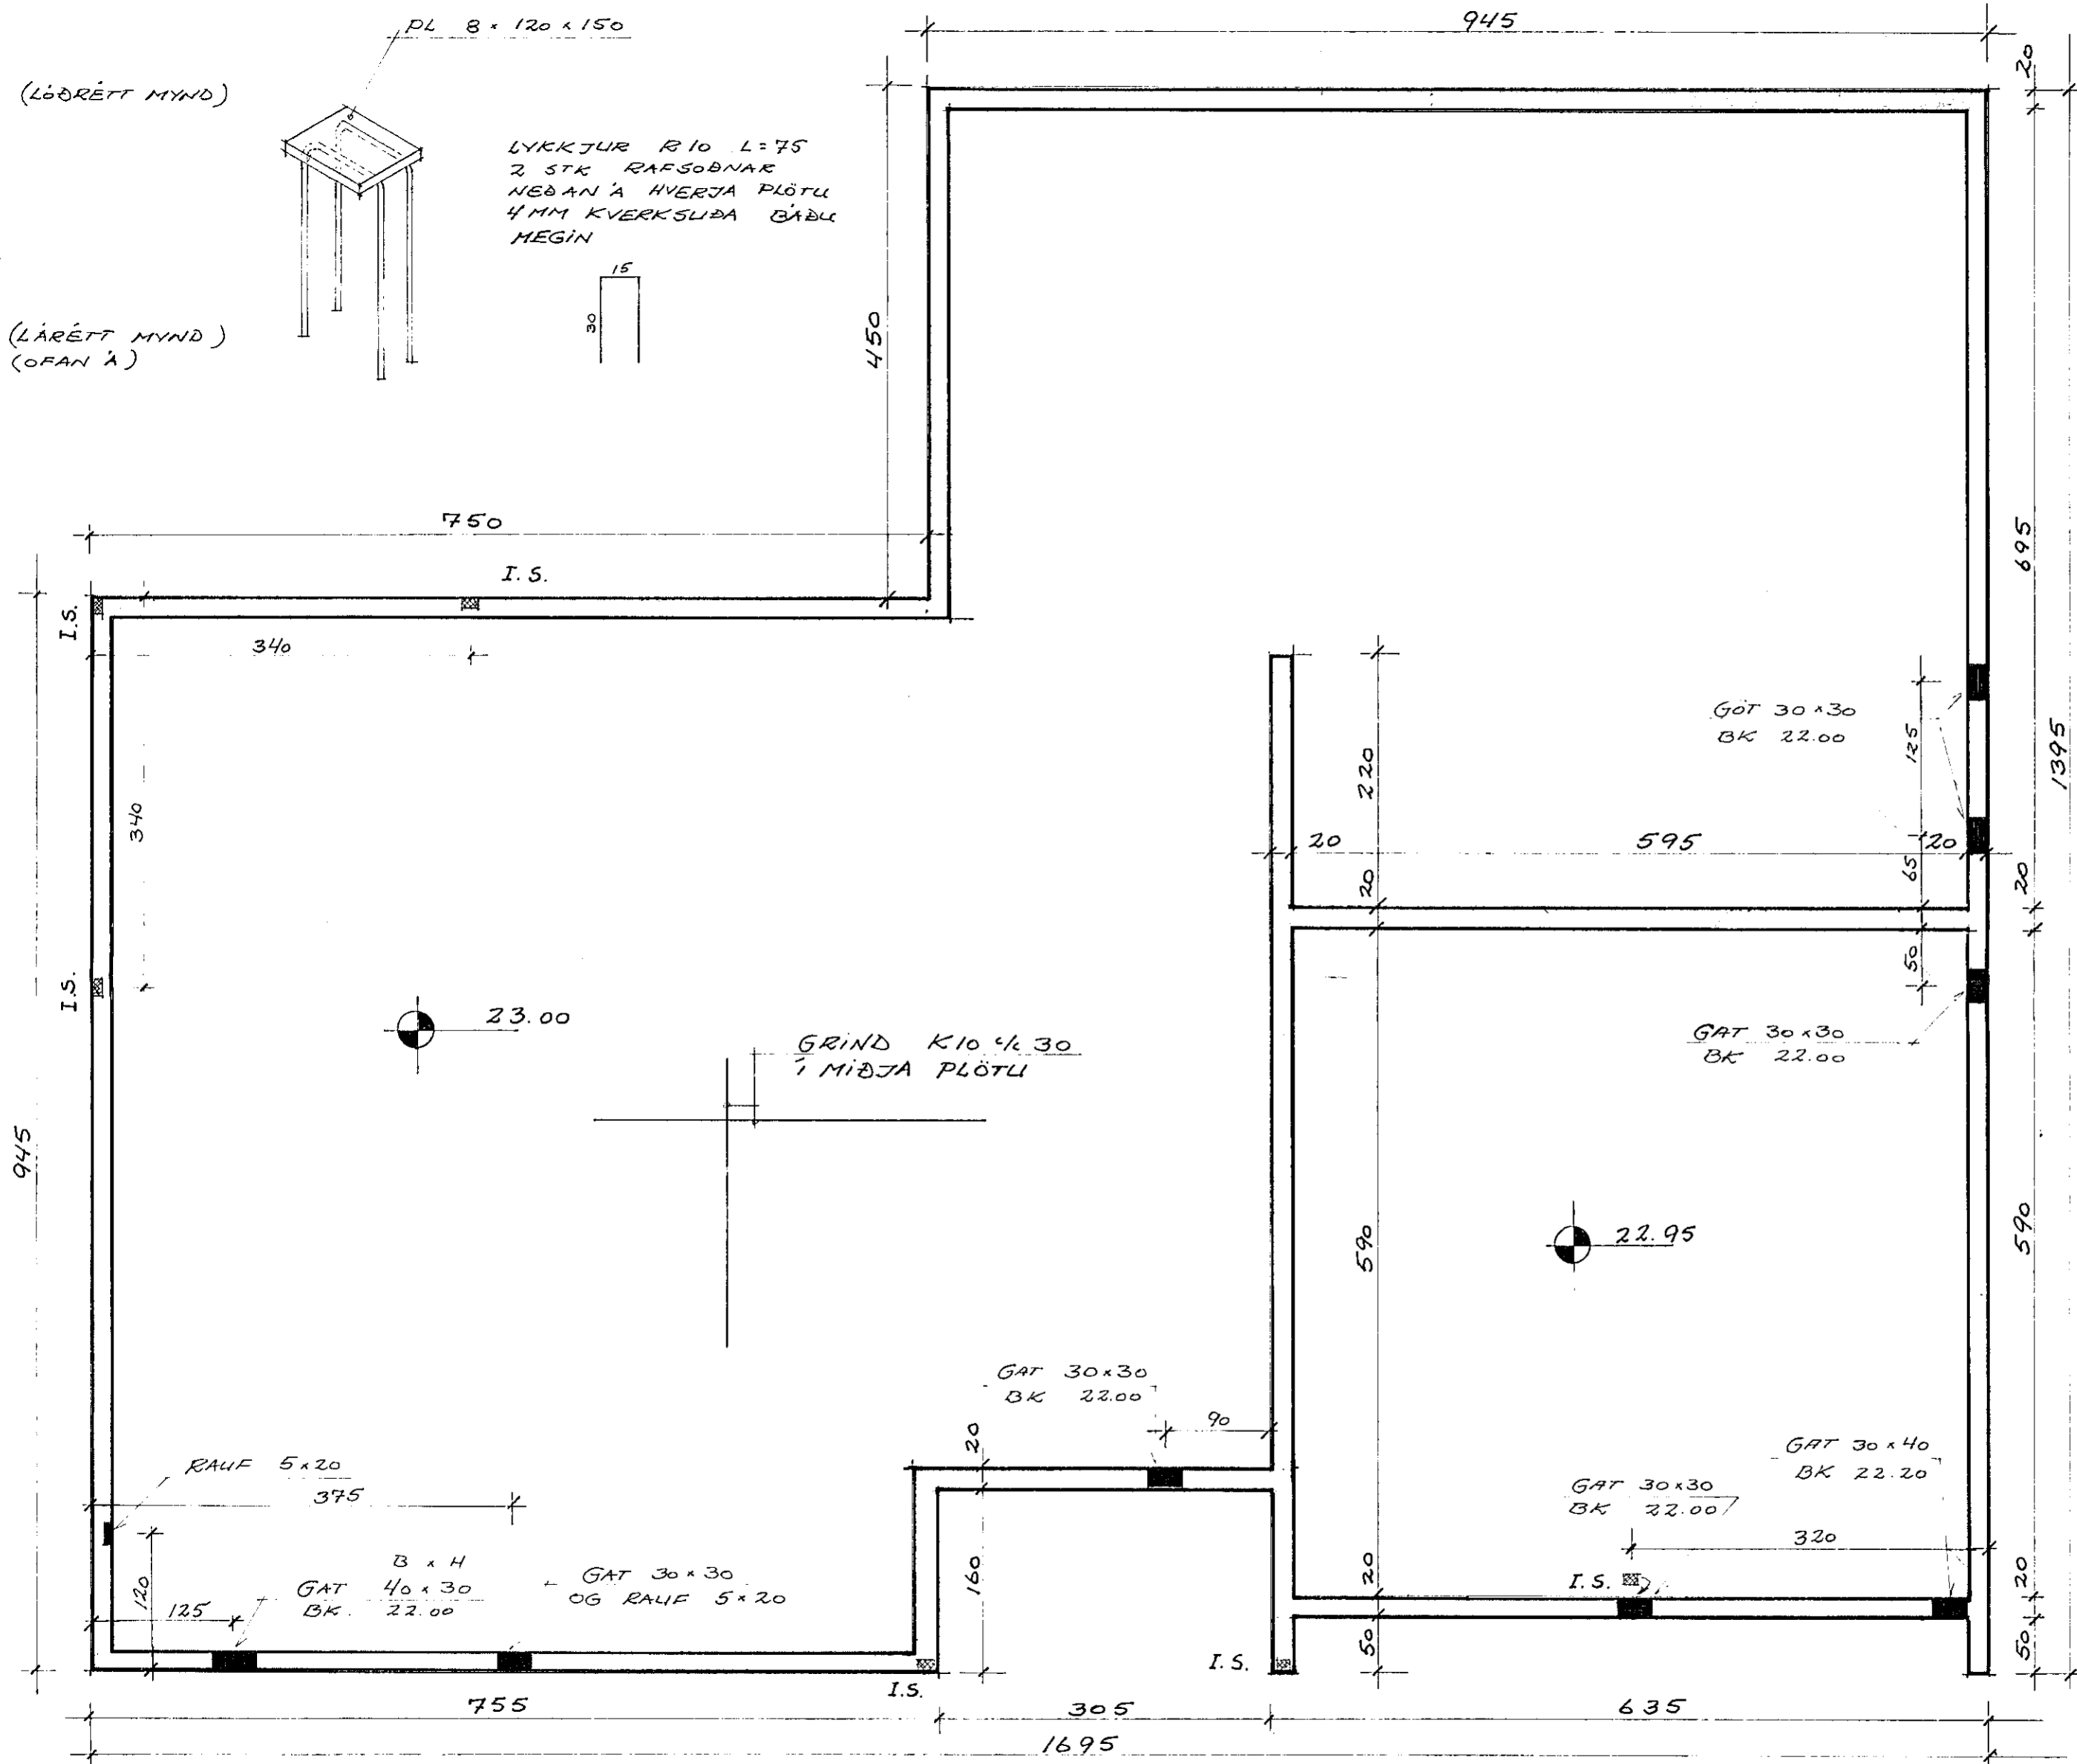 PL 8 × 120 × 150
(LÓÐRÉTT MYND)
LYKKJUR R10 L=75
2 STK RAFSOÐNAR
NEÐAN Á HVERJA PLÖTU
4 MM KVERKSUÐA BÁÐU
MEGIN
15
30
(LÁRÉTT MYND)
(OFAN Á)
945
20
450
695
1395
750
I.S.
I.S.
340
340
I.S.
945
GÖT 30×30
BK 22.00
125
220
20
595
20
65
20
20
50
23.00
GRIND K10 c/c 30
Í MIÐJA PLÖTU
GAT 30×30
BK 22.00
22.95
590
590
GAT 30×30
BK 22.00
90
20
160
RAUF 5×20
375
120
125
B × H
GAT 40×30
BK. 22.00
GAT 30×30
OG RAUF 5×20
GAT 30×40
BK 22.20
GAT 30×30
BK 22.00
320
I.S.
20
50
20
50
I.S.
I.S.
755
305
635
1695